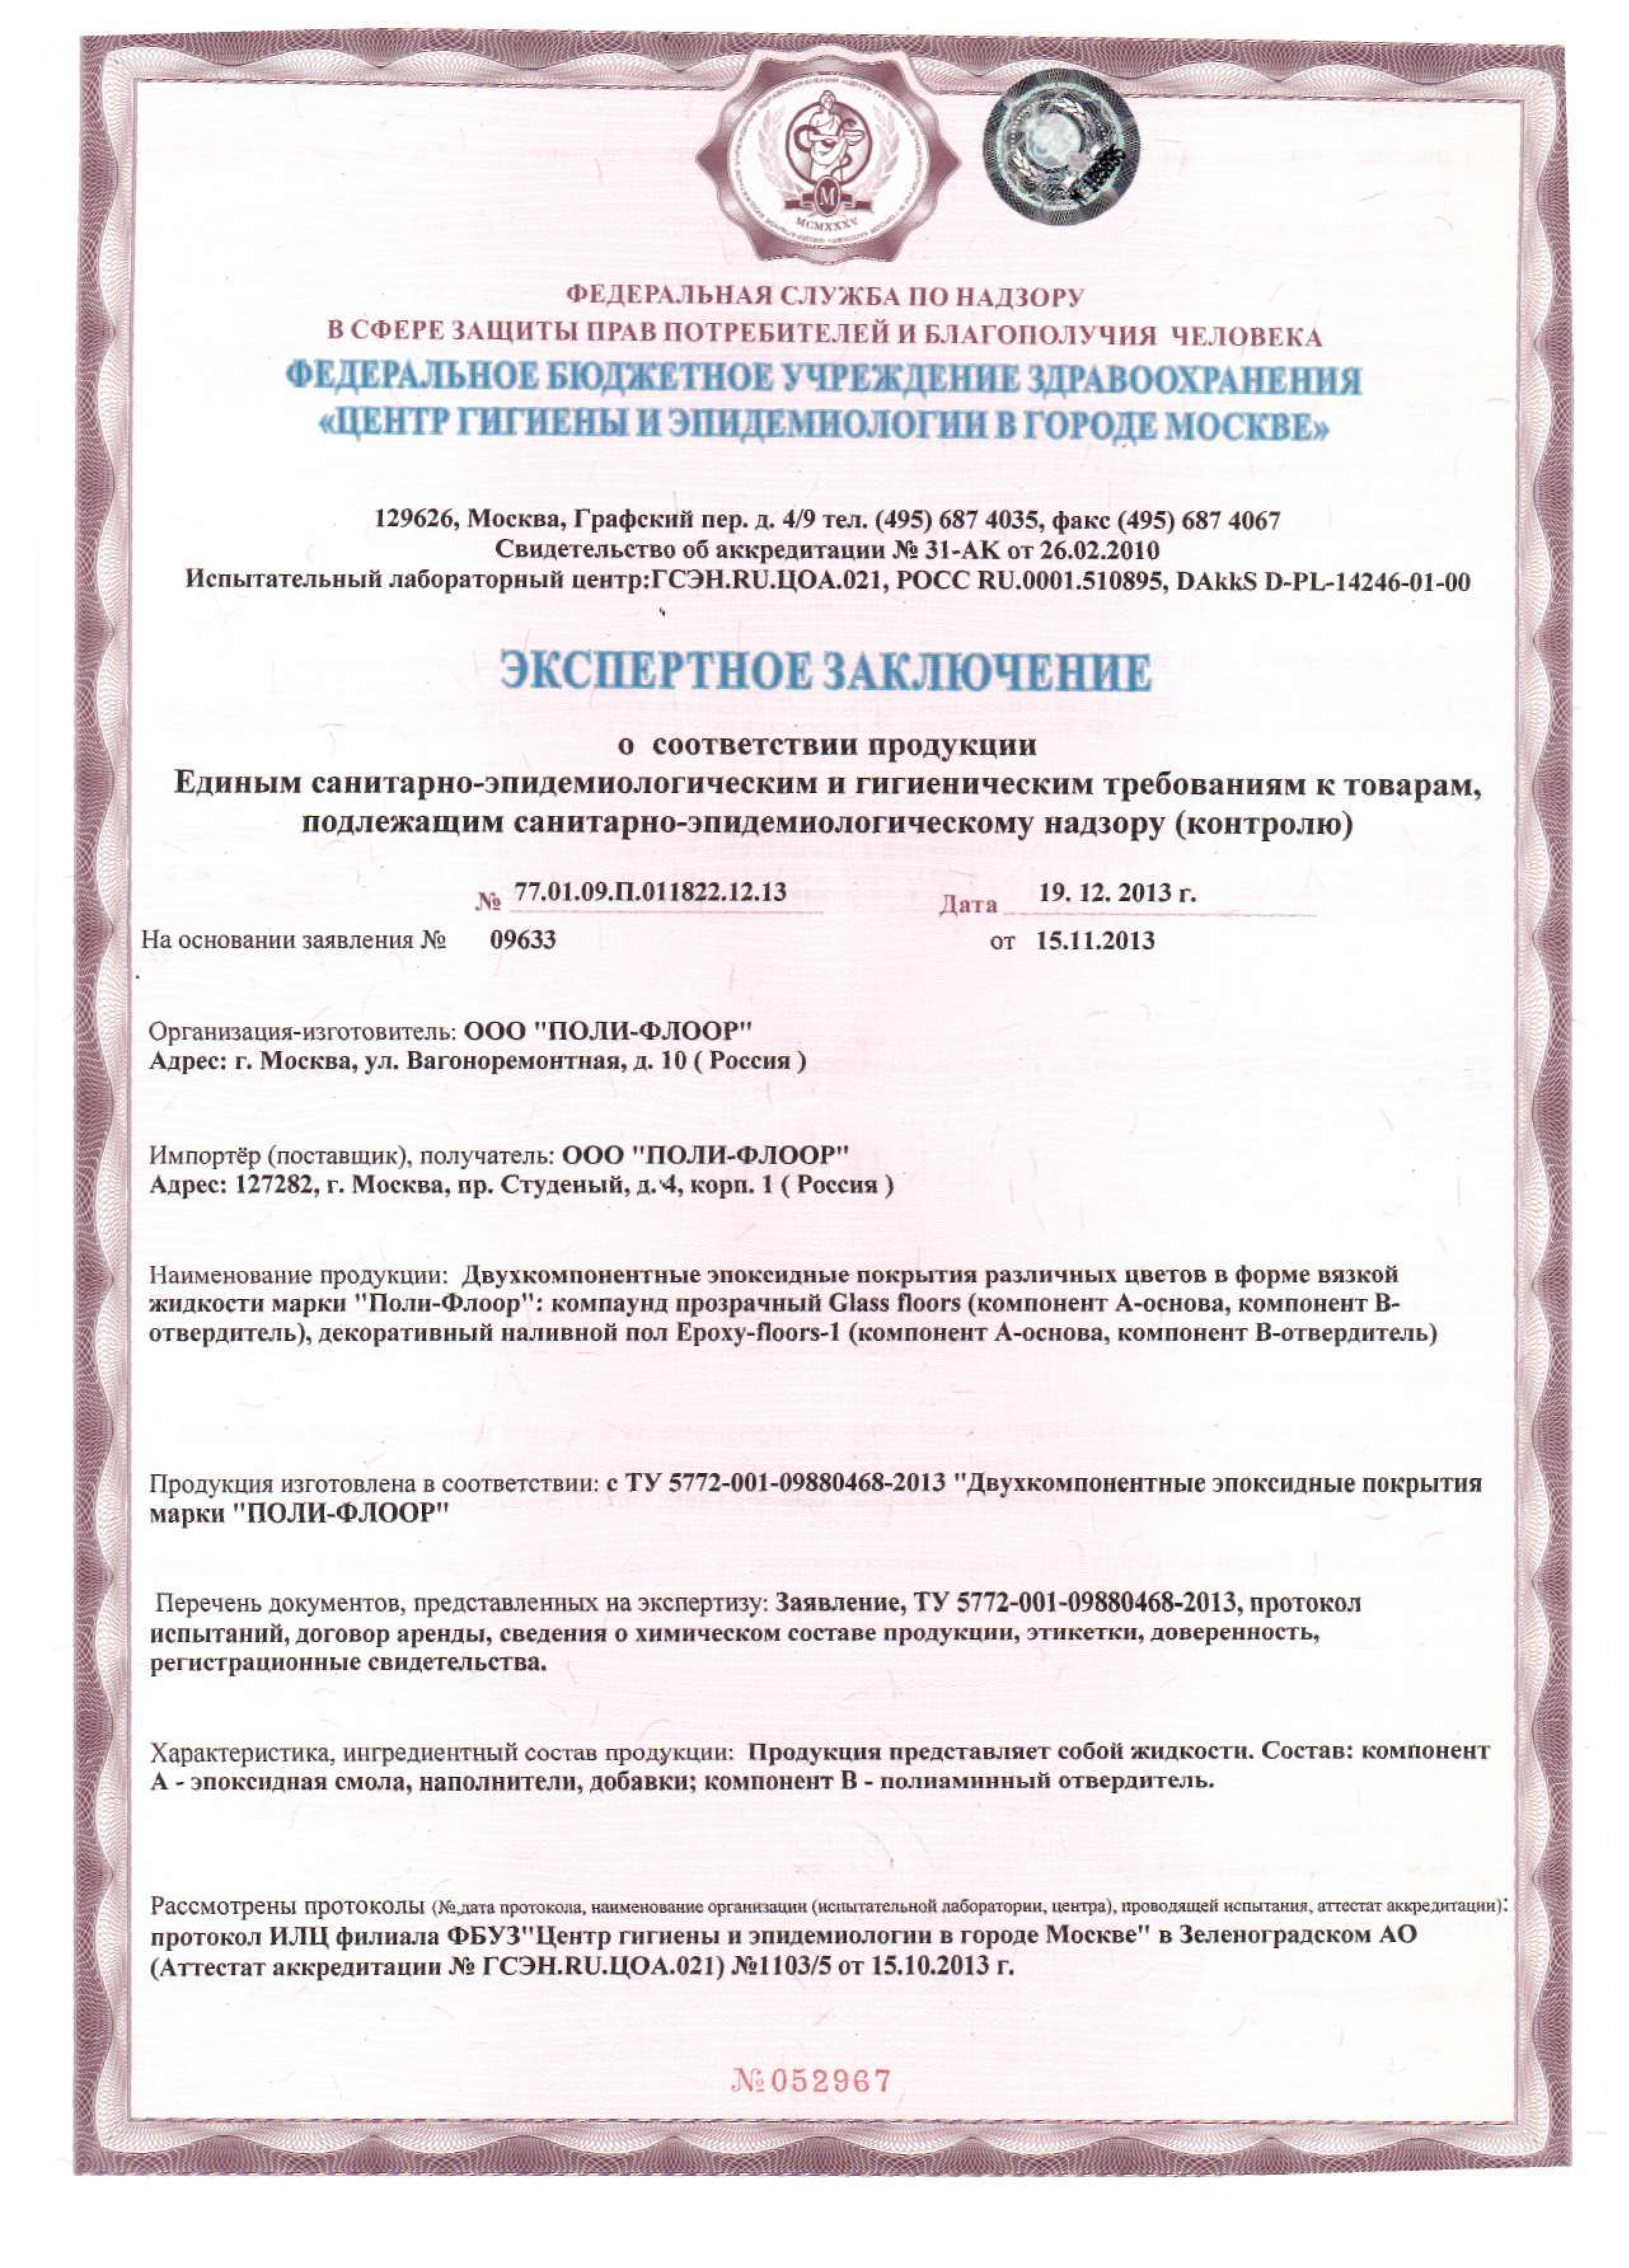 М
MCMXXXV
ФЕДЕРАЛЬНАЯ СЛУЖБА ПО НАДЗОРУ
В СФЕРЕ ЗАЩИТЫ ПРАВ ПОТРЕБИТЕЛЕЙ И БЛАГОПОЛУЧИЯ ЧЕЛОВЕКА
ФЕДЕРАЛЬНОЕ БЮДЖЕТНОЕ УЧРЕЖДЕНИЕ ЗДРАВООХРАНЕНИЯ
«ЦЕНТР ГИГИЕНЫ И ЭПИДЕМИОЛОГИИ В ГОРОДЕ МОСКВЕ»
129626, Москва, Графский пер. д. 4/9 тел. (495) 687 4035, факс (495) 687 4067
Свидетельство об аккредитации № 31-АК от 26.02.2010
Испытательный лабораторный центр:ГСЭН.RU.ЦОА.021, РОСС RU.0001.510895, DAkkS D-PL-14246-01-00
ЭКСПЕРТНОЕ ЗАКЛЮЧЕНИЕ
о соответствии продукции
Единым санитарно-эпидемиологическим и гигиеническим требованиям к товарам,
подлежащим санитарно-эпидемиологическому надзору (контролю)
№ 77.01.09.П.011822.12.13 Дата 19. 12. 2013 г.
На основании заявления № 09633 от 15.11.2013
Организация-изготовитель: ООО "ПОЛИ-ФЛООР"
Адрес: г. Москва, ул. Вагоноремонтная, д. 10 ( Россия )
Импортёр (поставщик), получатель: ООО "ПОЛИ-ФЛООР"
Адрес: 127282, г. Москва, пр. Студеный, д. 4, корп. 1 ( Россия )
Наименование продукции: Двухкомпонентные эпоксидные покрытия различных цветов в форме вязкой
жидкости марки "Поли-Флоор": компаунд прозрачный Glass floors (компонент А-основа, компонент В-
отвердитель), декоративный наливной пол Epoxy-floors-1 (компонент А-основа, компонент В-отвердитель)
Продукция изготовлена в соответствии: с ТУ 5772-001-09880468-2013 "Двухкомпонентные эпоксидные покрытия
марки "ПОЛИ-ФЛООР"
Перечень документов, представленных на экспертизу: Заявление, ТУ 5772-001-09880468-2013, протокол
испытаний, договор аренды, сведения о химическом составе продукции, этикетки, доверенность,
регистрационные свидетельства.
Характеристика, ингредиентный состав продукции: Продукция представляет собой жидкости. Состав: компонент
А - эпоксидная смола, наполнители, добавки; компонент В - полиаминный отвердитель.
Рассмотрены протоколы (№,дата протокола, наименование организации (испытательной лаборатории, центра), проводящей испытания, аттестат аккредитации):
протокол ИЛЦ филиала ФБУЗ"Центр гигиены и эпидемиологии в городе Москве" в Зеленоградском АО
(Аттестат аккредитации № ГСЭН.RU.ЦОА.021) №1103/5 от 15.10.2013 г.
№052967